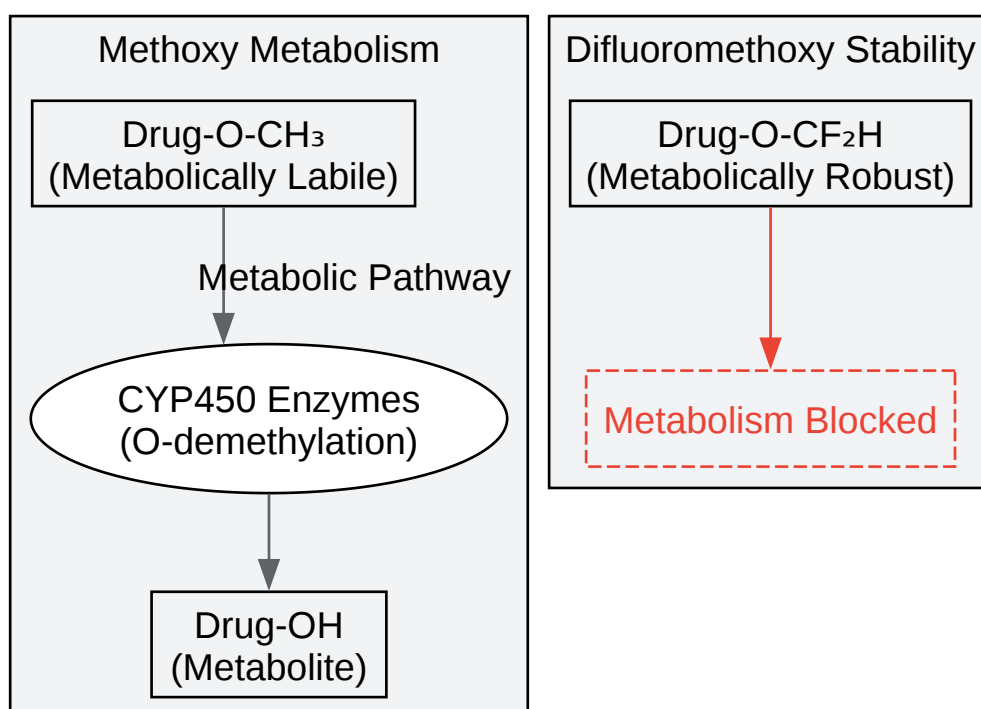 Methoxy Metabolism
Drug-O-CH₃
(Metabolically Labile)
Metabolic Pathway
CYP450 Enzymes
(O-demethylation)
Drug-OH
(Metabolite)
Difluoromethoxy Stability
Drug-O-CF₂H
(Metabolically Robust)
Metabolism Blocked